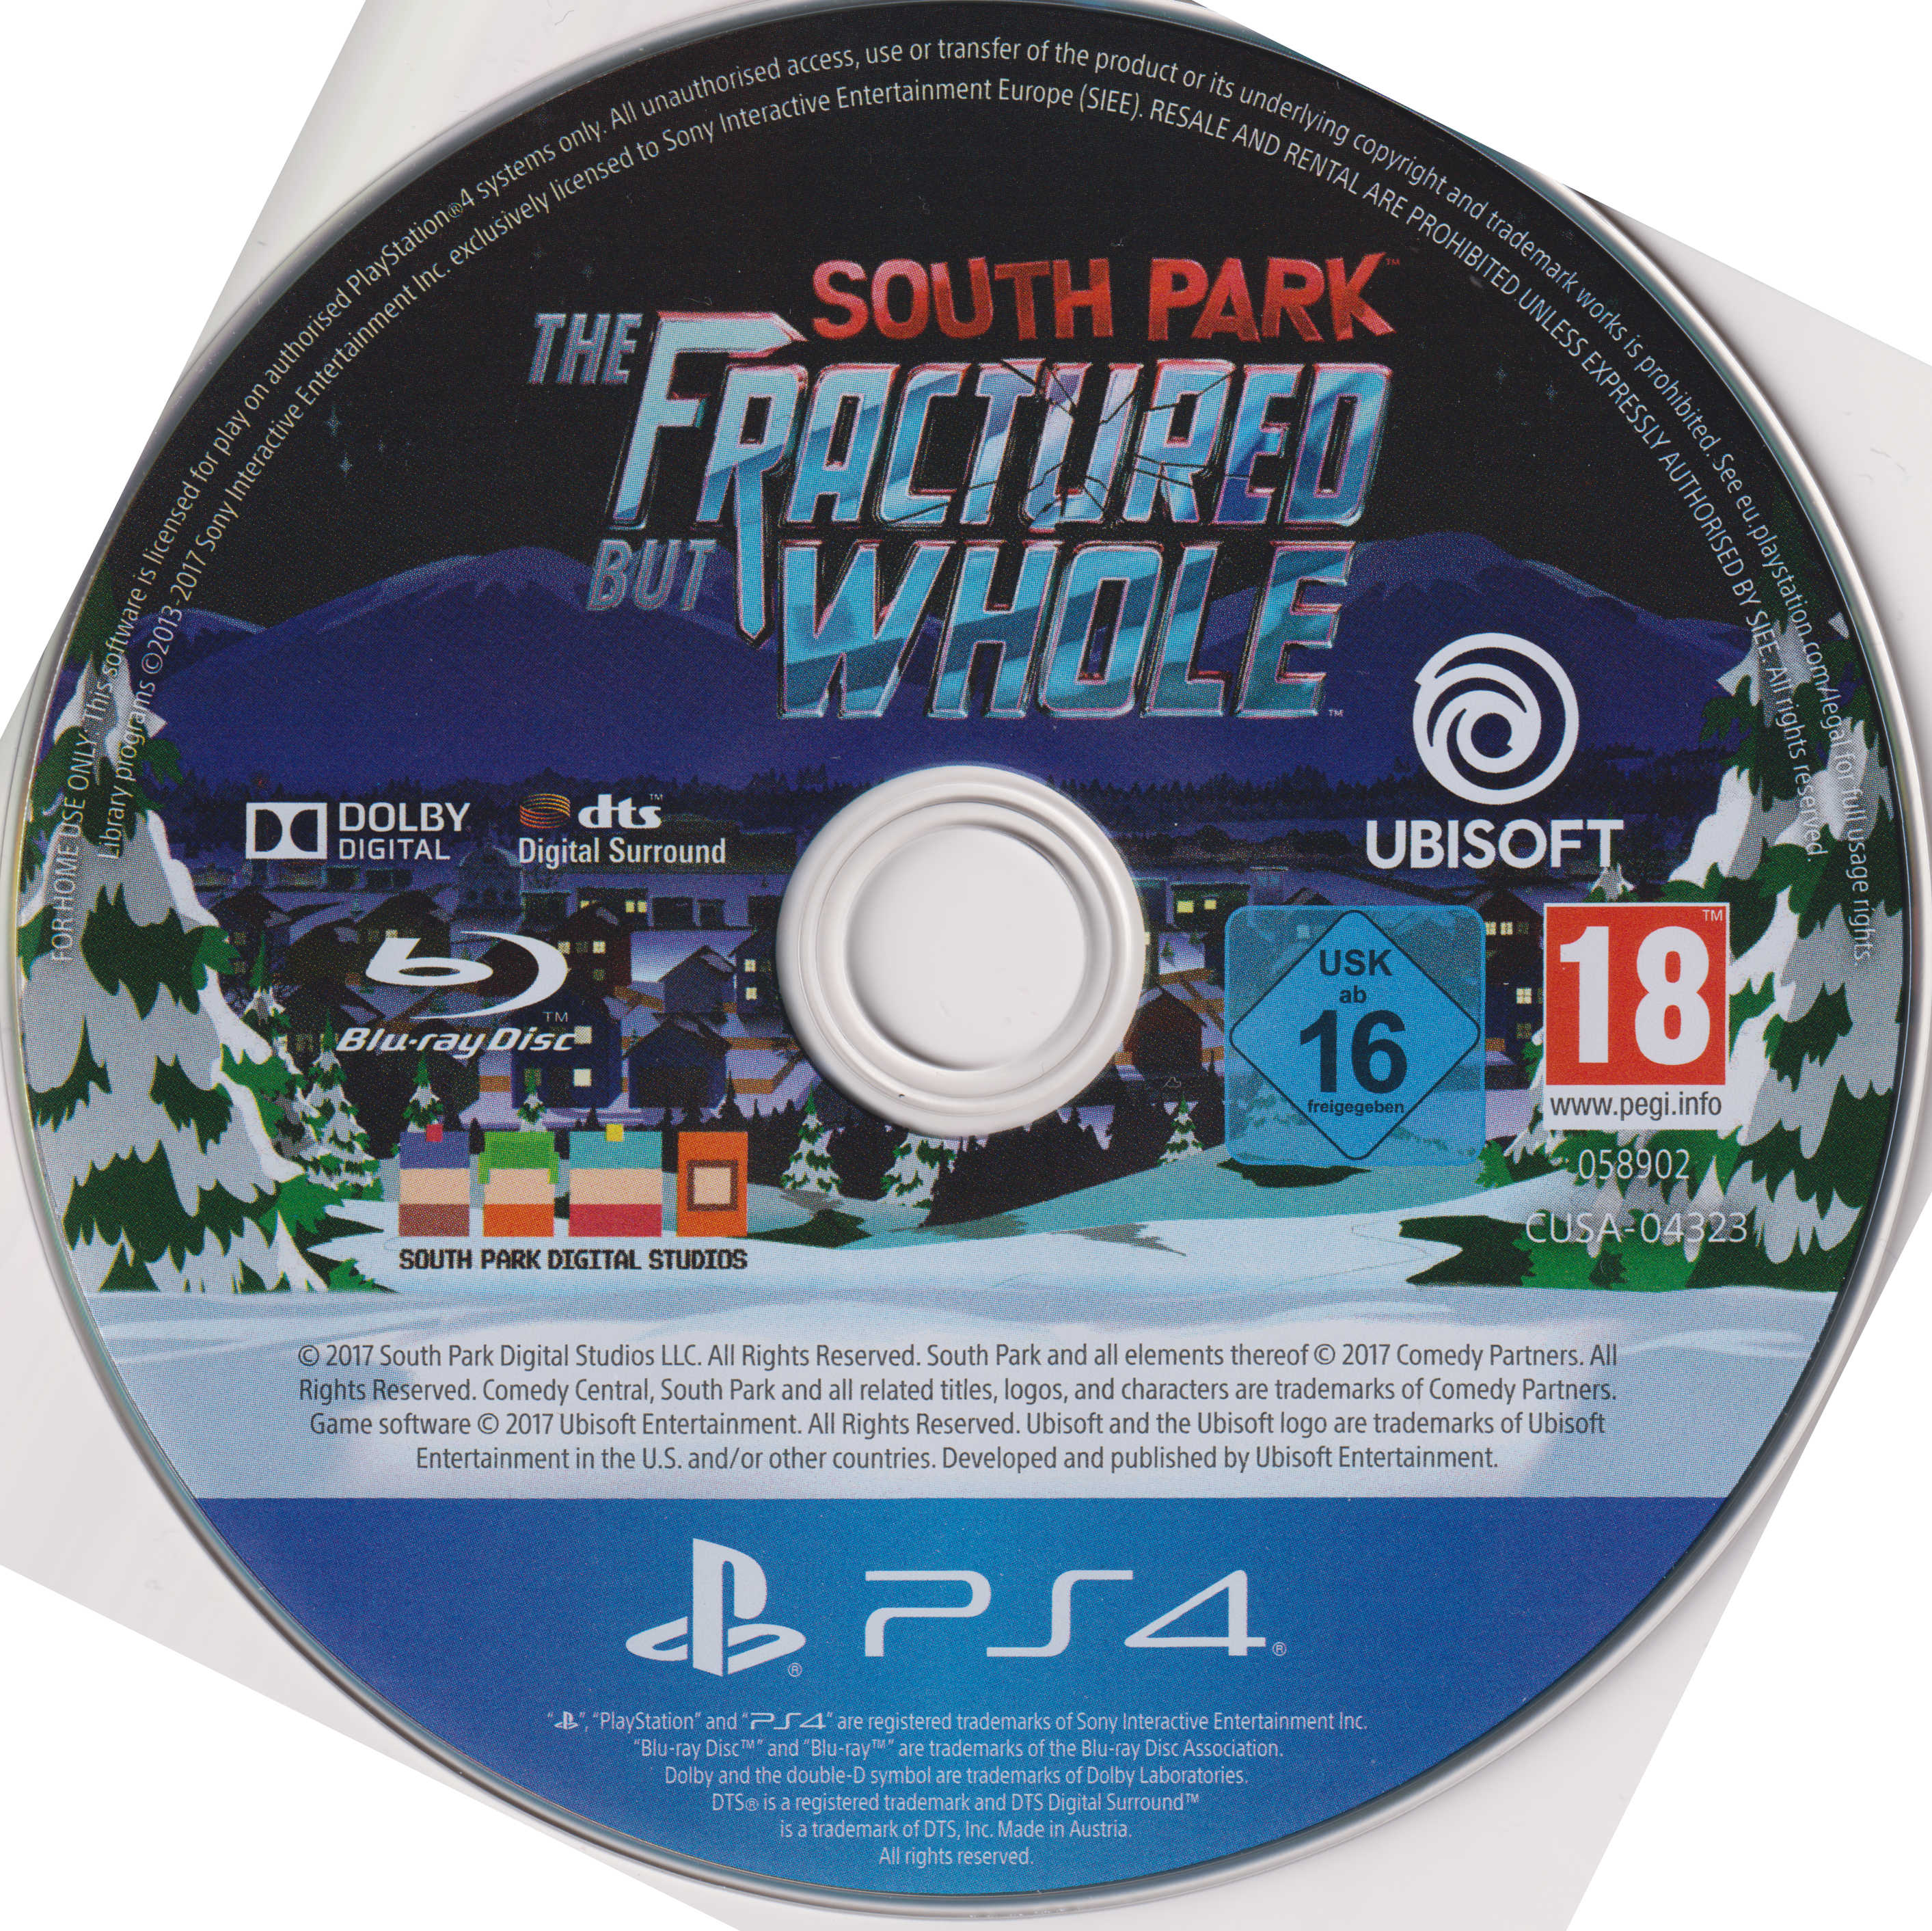 FOR HOME USE ONLY. This software is licensed for play on authorised PlayStation®4 systems only. All unauthorised access, use or transfer of the product or its underlying copyright and trademark works is prohibited. See eu.playstation.com/legal for full usage rights.
Library programs ©2013-2017 Sony Interactive Entertainment Inc. exclusively licensed to Sony Interactive Entertainment Europe (SIEE). RESALE AND RENTAL ARE PROHIBITED UNLESS EXPRESSLY AUTHORISED BY SIEE. All rights reserved.
SOUTH PARK™
THE FRACTURED
BUT WHOLE™
DOLBY
DIGITAL
dts™
Digital Surround
UBISOFT
Blu-ray Disc™
USK
ab
16
freigegeben
18™
www.pegi.info
058902
CUSA-04323
SOUTH PARK DIGITAL STUDIOS
© 2017 South Park Digital Studios LLC. All Rights Reserved. South Park and all elements thereof © 2017 Comedy Partners. All
Rights Reserved. Comedy Central, South Park and all related titles, logos, and characters are trademarks of Comedy Partners.
Game software © 2017 Ubisoft Entertainment. All Rights Reserved. Ubisoft and the Ubisoft logo are trademarks of Ubisoft
Entertainment in the U.S. and/or other countries. Developed and published by Ubisoft Entertainment.
® PS4®
"PS", "PlayStation" and "PS4" are registered trademarks of Sony Interactive Entertainment Inc.
"Blu-ray Disc™" and "Blu-ray™" are trademarks of the Blu-ray Disc Association.
Dolby and the double-D symbol are trademarks of Dolby Laboratories.
DTS® is a registered trademark and DTS Digital Surround™
is a trademark of DTS, Inc. Made in Austria.
All rights reserved.